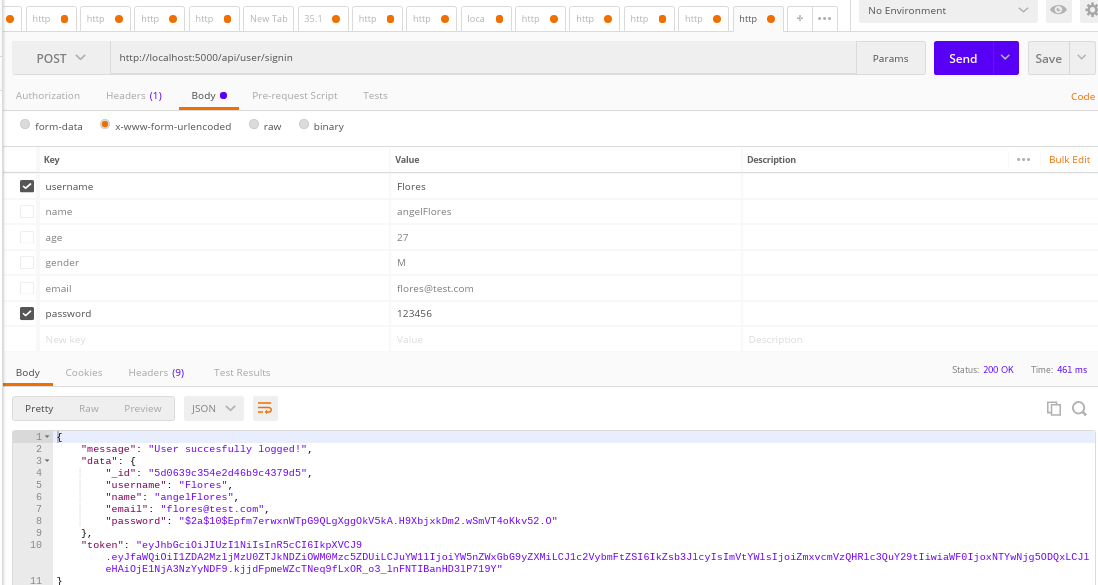 http http http http New Tab 35.1 http http loca http http http http http + ••• No Environment
POST http://localhost:5000/api/user/signin Params Send Save
Authorization Headers (1) Body Pre-request Script Tests Code
form-data x-www-form-urlencoded raw binary
Key Value Description ••• Bulk Edit
username Flores
name angelFlores
age 27
gender M
email flores@test.com
password 123456
New key Value Description
Body Cookies Headers (9) Test Results Status: 200 OK Time: 461 ms
Pretty Raw Preview JSON
1 {
2 "message": "User succesfully logged!",
3 "data": {
4 "_id": "5d0639c354e2d46b9c4379d5",
5 "username": "Flores",
6 "name": "angelFlores",
7 "email": "flores@test.com",
8 "password": "$2a$10$Epfm7erwxnWTpG9QLgXggOkV5kA.H9XbjxkDm2.wSmVT4oKkv52.O"
9 },
10 "token": "eyJhbGciOiJIUzI1NiIsInR5cCI6IkpXVCJ9
.eyJfaWQiOiI1ZDA2MzljMzU0ZTJkNDZiOWM0Mzc5ZDUiLCJuYW1lIjoiYW5nZWxGbG9yZXMiLCJ1c2VybmFtZSI6IkZsb3JlcyIsImVtYWlsIjoiZmxvcmVzQHRlc3QuY29tIiwiaWF0IjoxNTYwNjg5ODQxLCJl
eHAiOjE1NjA3NzYyNDF9.kjjdFpmeWZcTNeq9fLxOR_o3_lnFNTIBanHD3lP719Y"
11 }